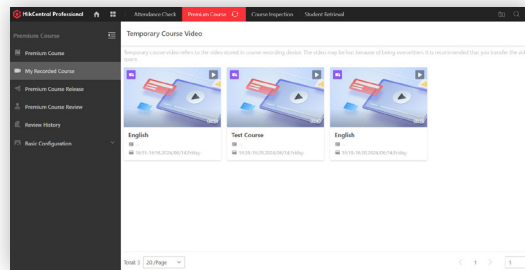 HikCentral Professional
Attendance Check
Premium Course
Course Inspection
Student Retrieval
Premium Course
Premium Course
My Recorded Course
Premium Course Release
Premium Course Review
Review History
Basic Configuration
Temporary Course Video
Temporary course video refers to the video stored in course recording device. The video may be lost because of being overwritten. It is recommended that you transfer the
space.
English
Test Course
English
Total: 3
20 /Page
1
1